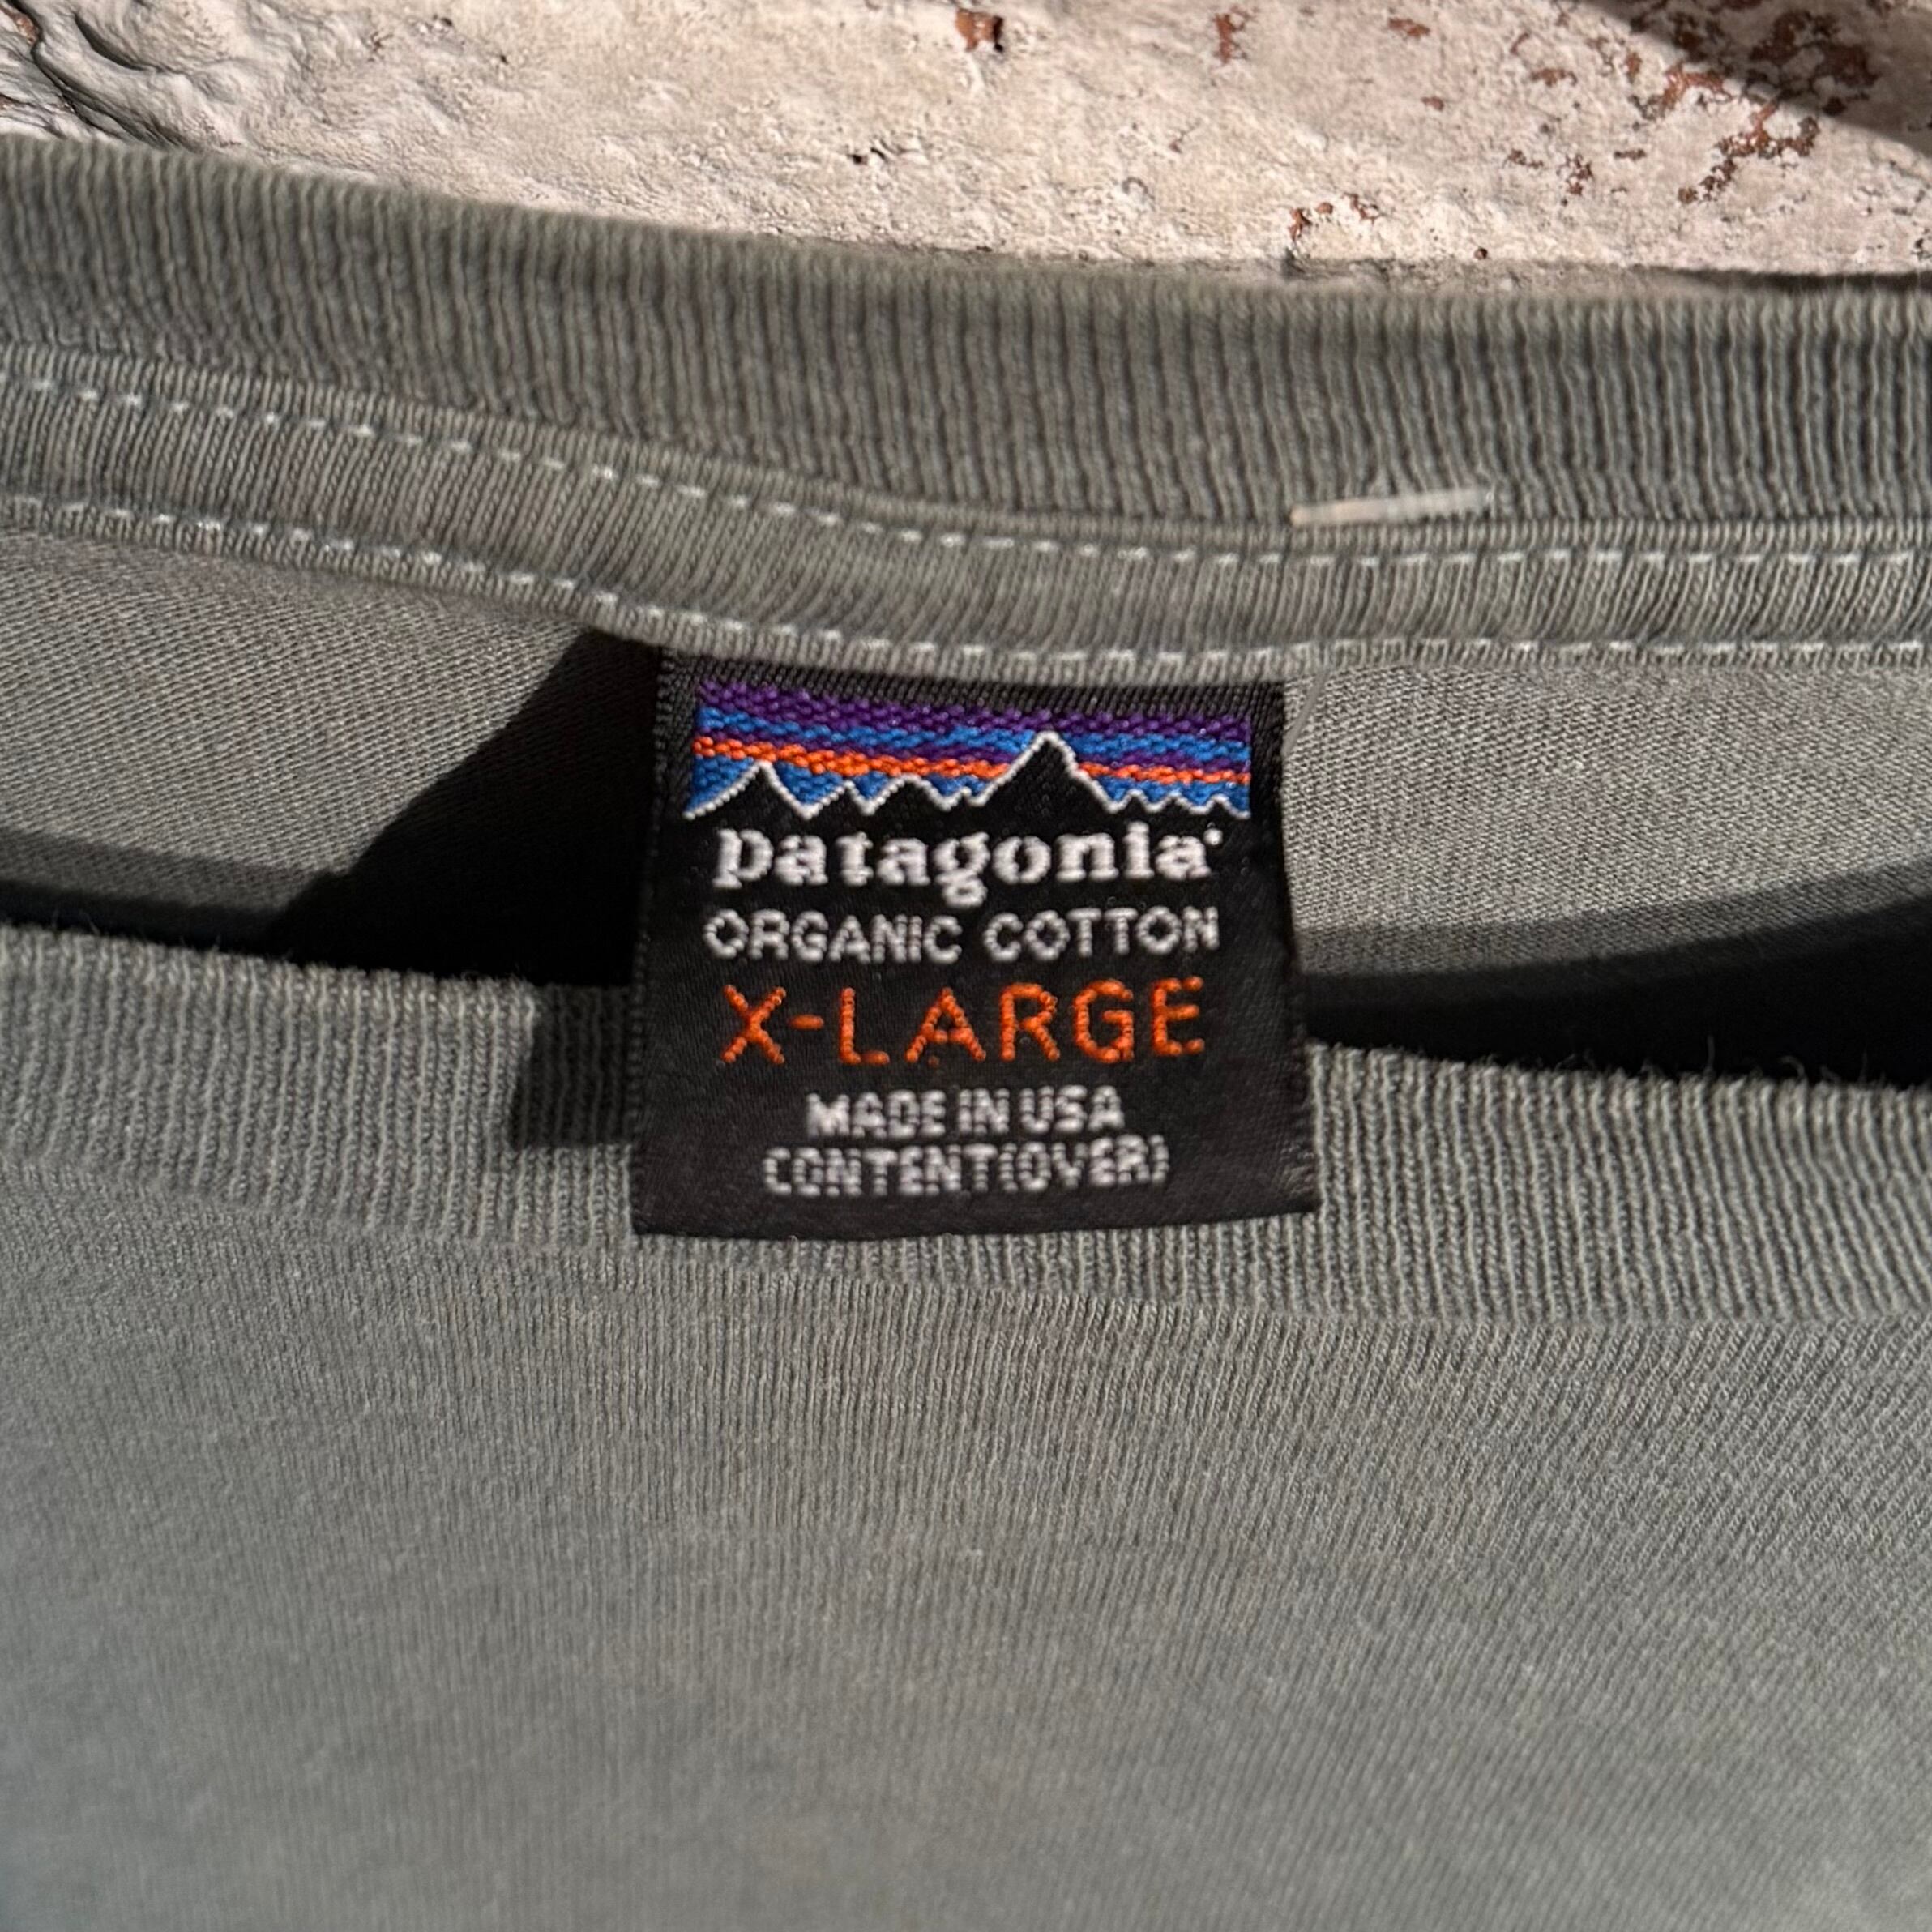 patagonia®
ORGANIC COTTON
X-LARGE
MADE IN USA
CONTENT(OVER)